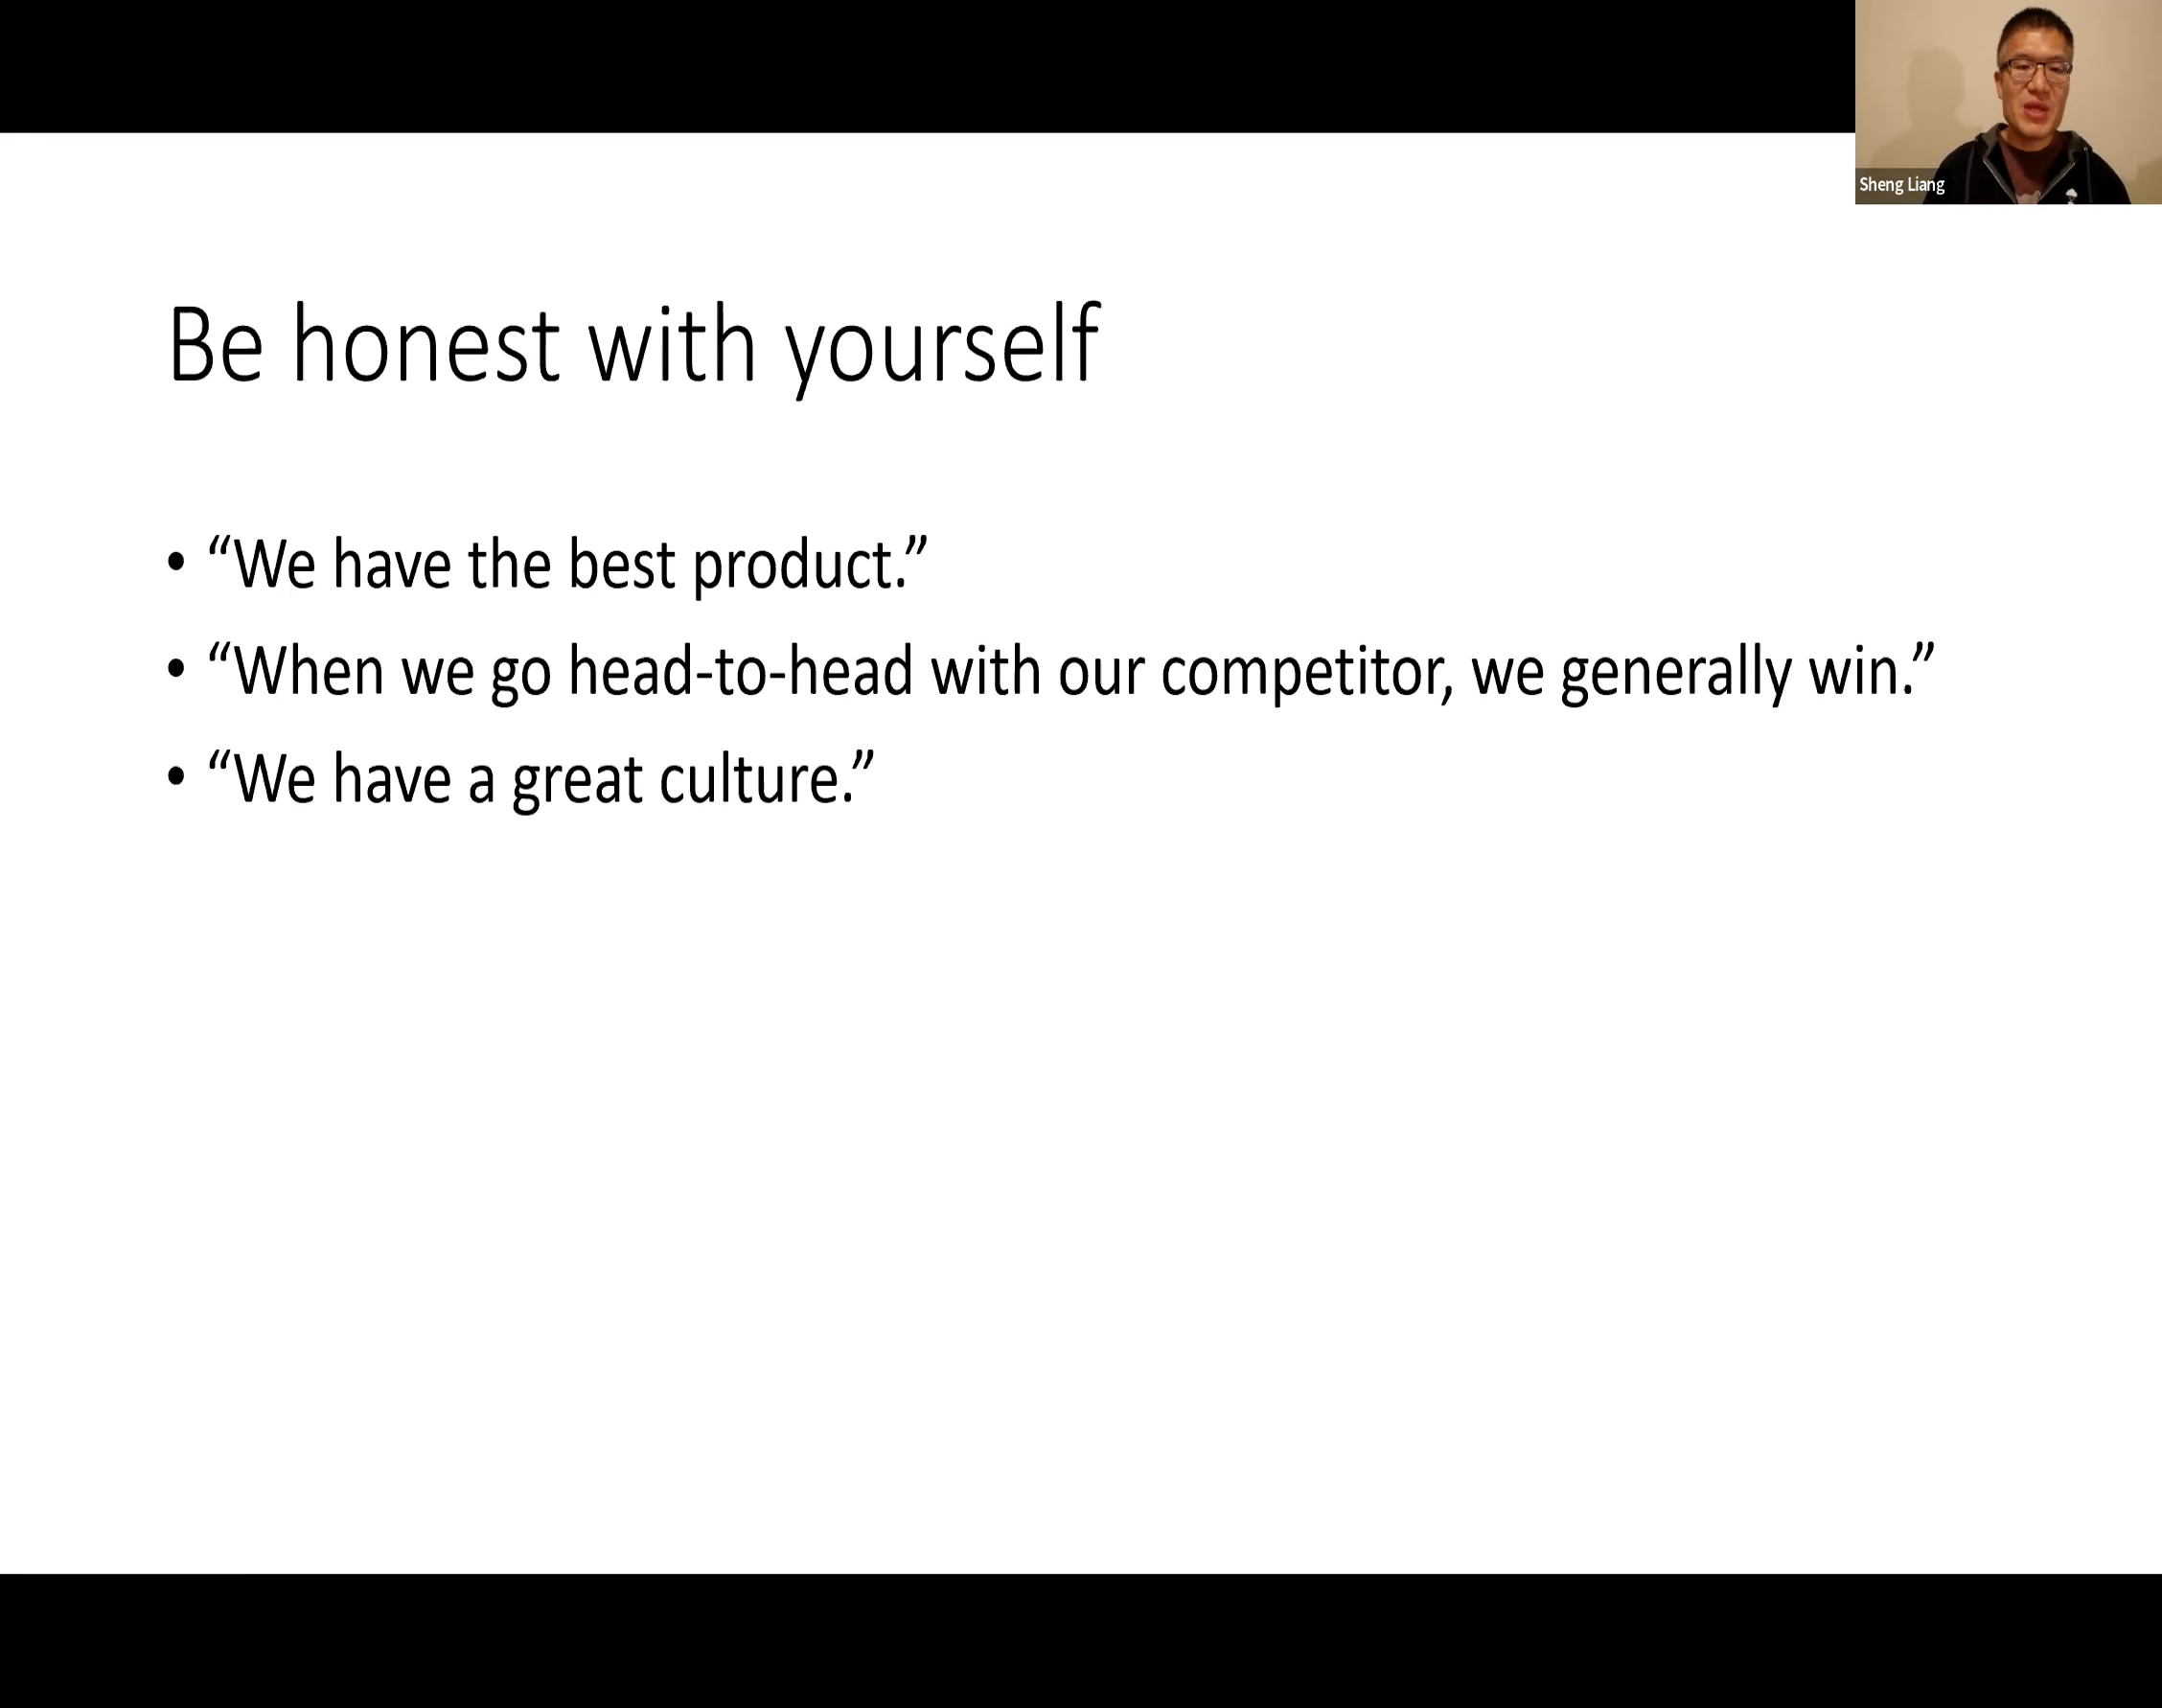 Sheng Liang
Be honest with yourself
• “We have the best product.”
• “When we go head-to-head with our competitor, we generally win.”
• “We have a great culture.”